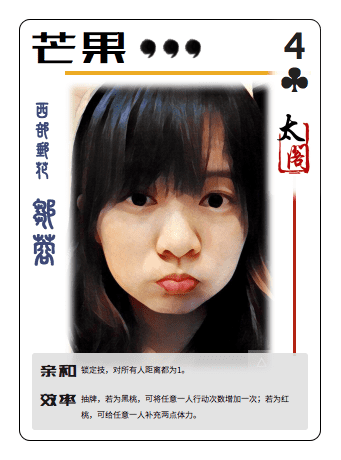 芒果
4
太阁
西部郵花
鄒蓉
亲和 锁定技，对所有人距离都为1。
效率 抽牌，若为黑桃，可将任意一人行动次数增加一次；若为红
桃，可给任意一人补充两点体力。